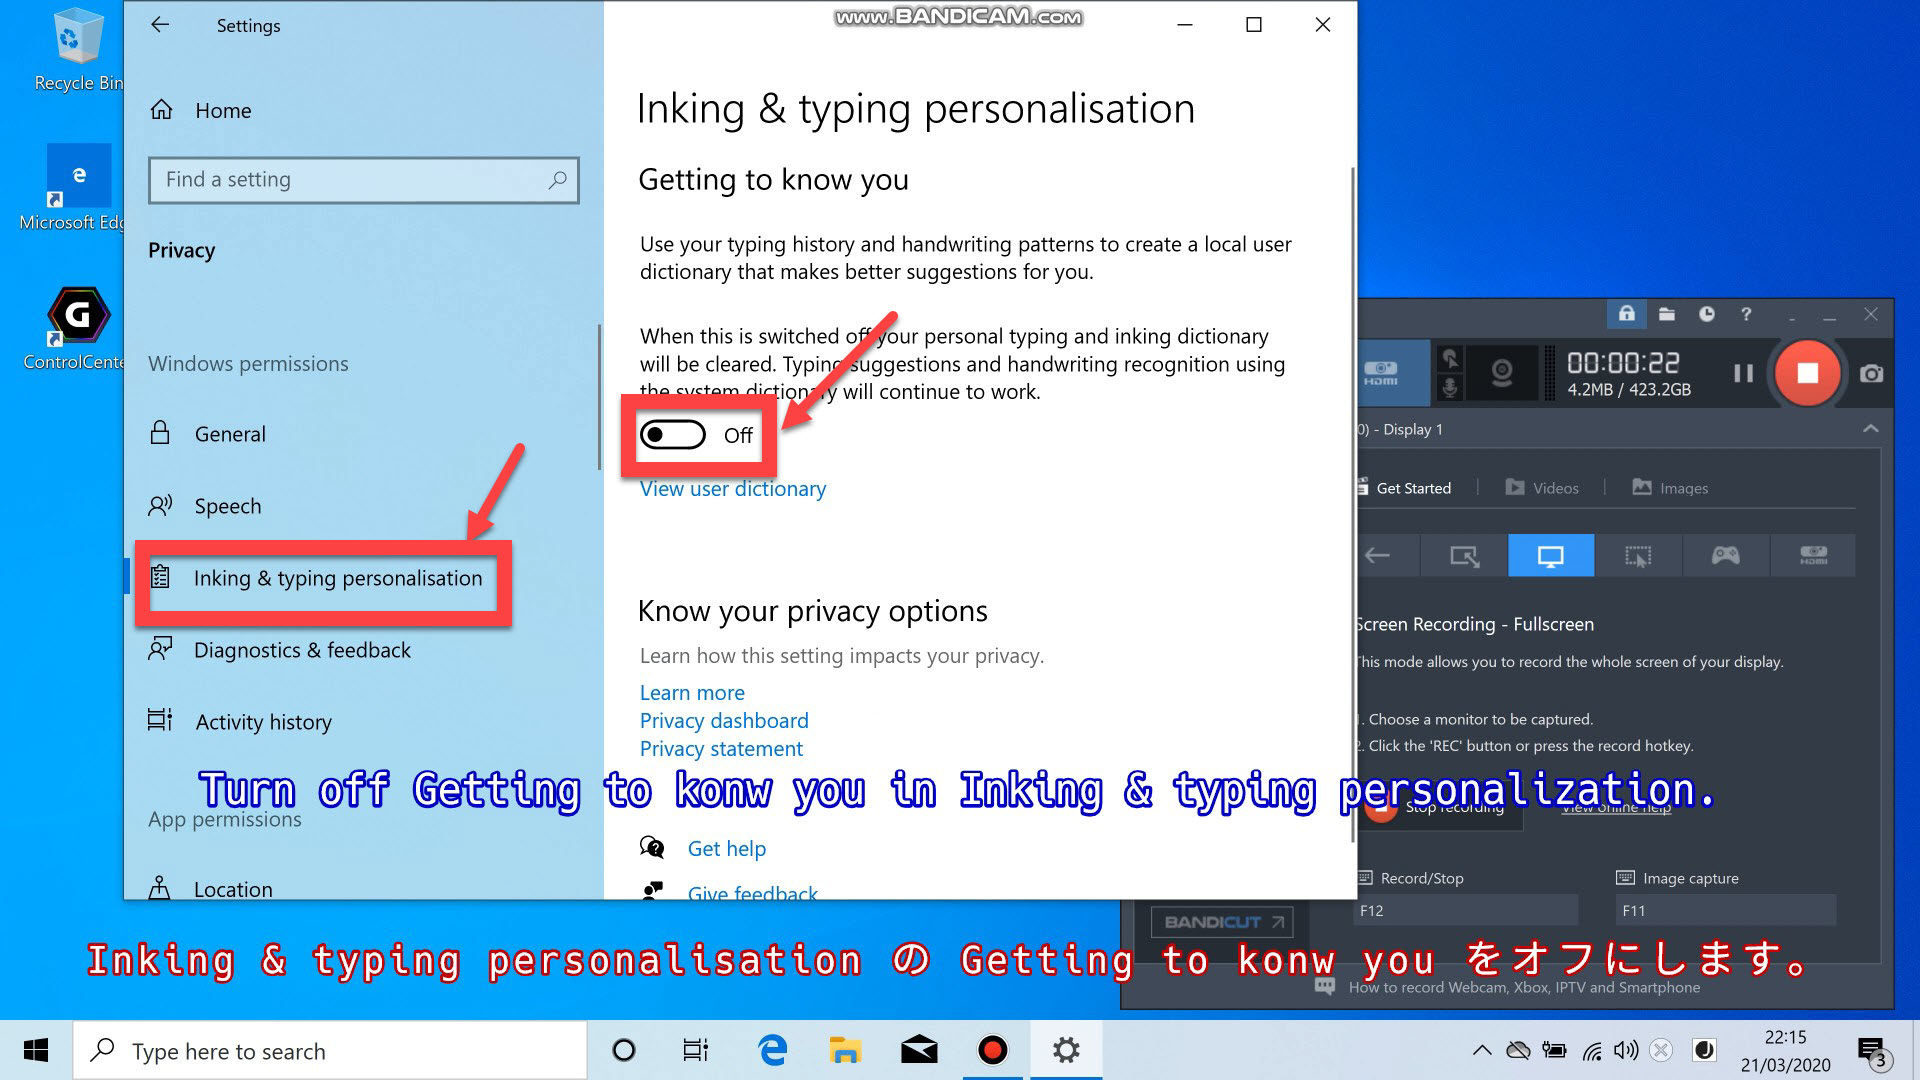 www.BANDICAM.com
Recycle Bin
Microsoft Edg
ControlCente
Settings
Home
Find a setting
Privacy
Windows permissions
General
Speech
Inking & typing personalisation
Diagnostics & feedback
Activity history
App permissions
Location
Inking & typing personalisation
Getting to know you
Use your typing history and handwriting patterns to create a local user
dictionary that makes better suggestions for you.
When this is switched off your personal typing and inking dictionary
will be cleared. Typing suggestions and handwriting recognition using
the system dictionary will continue to work.
Off
View user dictionary
Know your privacy options
Learn how this setting impacts your privacy.
Learn more
Privacy dashboard
Privacy statement
Get help
Give feedback
HDMI
00:00:22
4.2MB / 423.2GB
0) - Display 1
Get Started
Videos
Images
HDMI
Screen Recording - Fullscreen
This mode allows you to record the whole screen of your display.
1. Choose a monitor to be captured.
2. Click the 'REC' button or press the record hotkey.
Stop recording
View online help
Record/Stop
Image capture
F12
F11
BANDICUT
How to record Webcam, Xbox, IPTV and Smartphone
Turn off Getting to konw you in Inking & typing personalization.
Inking & typing personalisation の Getting to konw you をオフにします。
Type here to search
22:15
21/03/2020
3